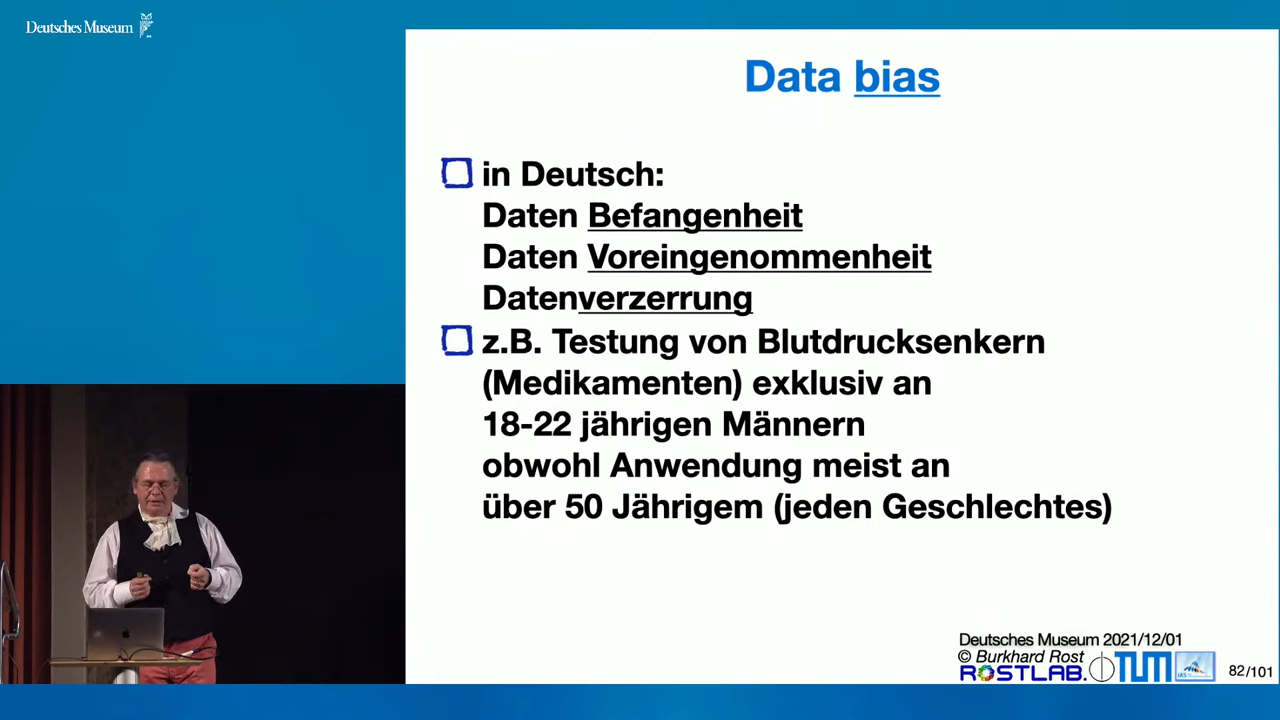 Deutsches Museum
Data bias
in Deutsch:
Daten Befangenheit
Daten Voreingenommenheit
Datenverzerrung
z.B. Testung von Blutdrucksenkern
(Medikamenten) exklusiv an
18-22 jährigen Männern
obwohl Anwendung meist an
über 50 Jährigem (jeden Geschlechtes)
Deutsches Museum 2021/12/01
© Burkhard Rost
ROSTLAB. TUM IAS
82/101